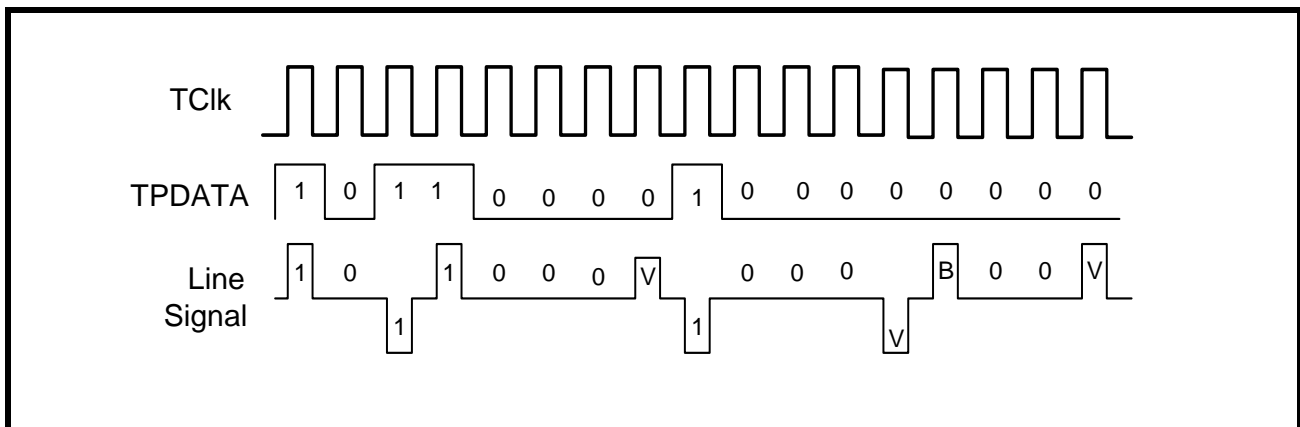 TClk
TPDATA 1 0 1 1 0 0 0 0 1 0 0 0 0 0 0 0 0
Line Signal 1 0 1 1 0 0 0 V 1 0 0 0 V B 0 0 V